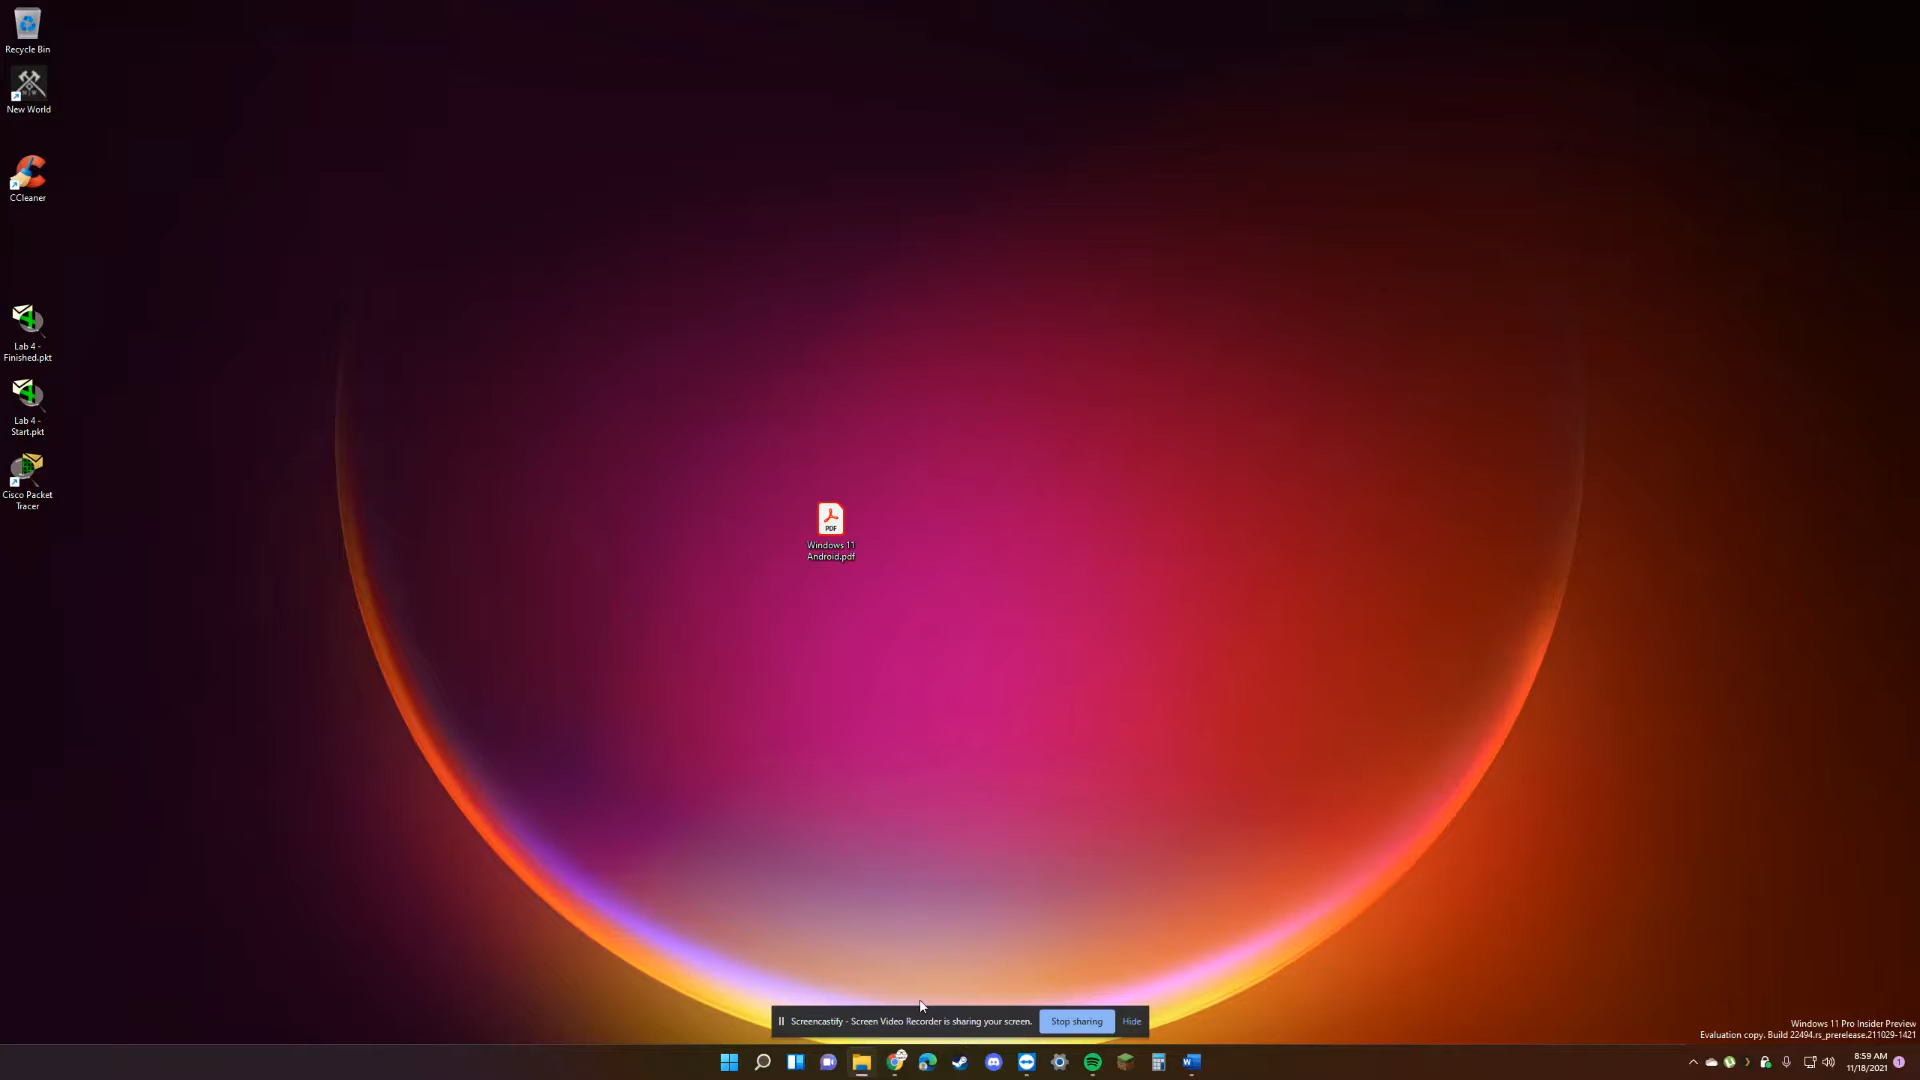 Recycle Bin
New World
CCleaner
Lab 4 -
Finished.pkt
Lab 4 -
Start.pkt
Cisco Packet
Tracer
PDF
Windows 11
Android.pdf
Screencastify - Screen Video Recorder is sharing your screen.
Stop sharing
Hide
Windows 11 Pro Insider Preview
Evaluation copy. Build 22494.rs_prerelease.211029-1421
8:59 AM
11/18/2021
1